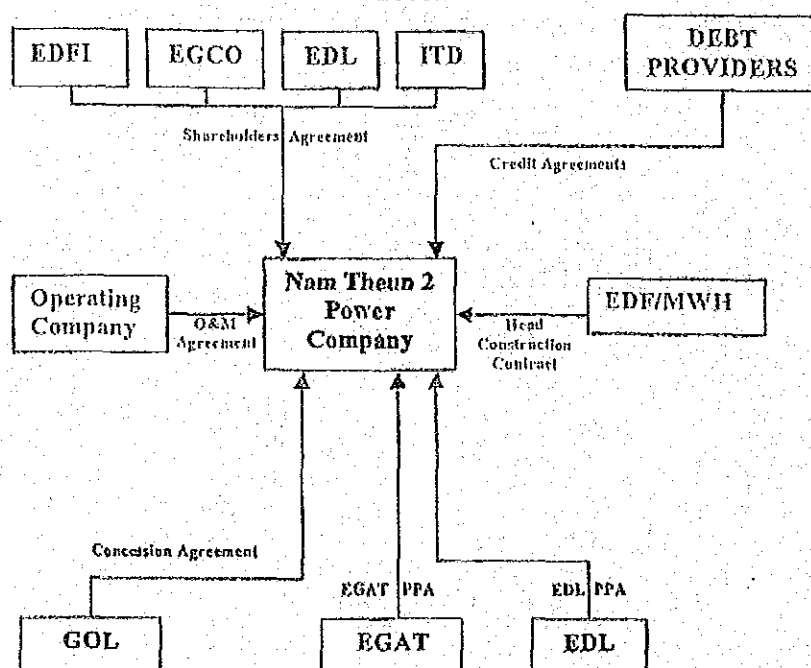 EDFI
EGCO
EDL
ITD
DEBT
PROVIDERS
Shareholders Agreement
Credit Agreements
Operating
Company
O&M
Agreement
Nam Theun 2
Power
Company
Head
Construction
Contract
EDF/MWH
Concession Agreement
EGAT PPA
EDL PPA
GOL
EGAT
EDL